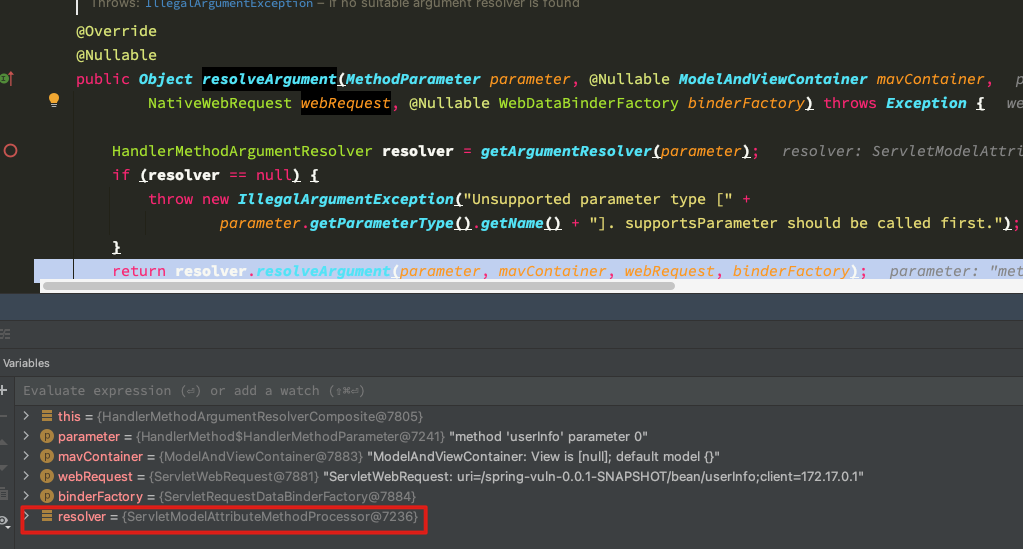 Throws: IllegalArgumentException – if no suitable argument resolver is found
@Override
@Nullable
public Object resolveArgument(MethodParameter parameter, @Nullable ModelAndViewContainer mavContainer,
NativeWebRequest webRequest, @Nullable WebDataBinderFactory binderFactory) throws Exception { we
HandlerMethodArgumentResolver resolver = getArgumentResolver(parameter); resolver: ServletModelAttri
if (resolver == null) {
throw new IllegalArgumentException("Unsupported parameter type [" +
parameter.getParameterType().getName() + "]. supportsParameter should be called first.");
}
return resolver.resolveArgument(parameter, mavContainer, webRequest, binderFactory); parameter: "met
Variables
Evaluate expression (⏎) or add a watch (⇧⌘⏎)
this = {HandlerMethodArgumentResolverComposite@7805}
p parameter = {HandlerMethod$HandlerMethodParameter@7241} "method 'userInfo' parameter 0"
p mavContainer = {ModelAndViewContainer@7883} "ModelAndViewContainer: View is [null]; default model {}"
p webRequest = {ServletWebRequest@7881} "ServletWebRequest: uri=/spring-vuln-0.0.1-SNAPSHOT/bean/userInfo;client=172.17.0.1"
p binderFactory = {ServletRequestDataBinderFactory@7884}
resolver = {ServletModelAttributeMethodProcessor@7236}